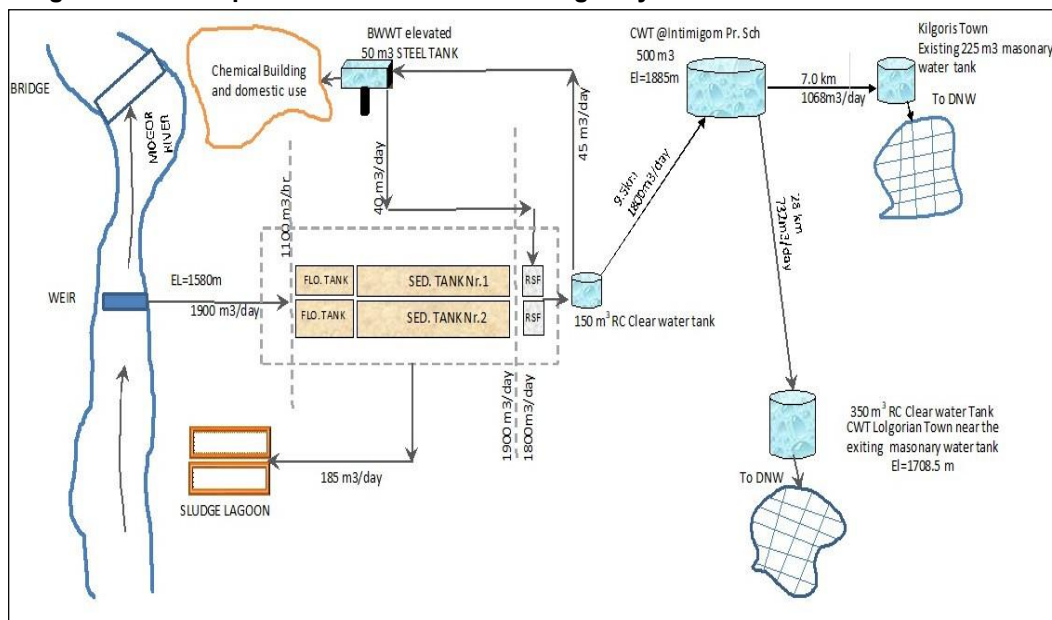 BWWT elevated
50 m3 STEEL TANK
CWT @Intimigom Pr. Sch
500 m3
El=1885m
Kilgoris Town
Existing 225 m3 masonary
water tank
Chemical Building
and domestic use
BRIDGE
MOGOR
RIVER
7.0 km
1068m3/day
To DNW
45 m3/day
40 m3/day
1100 m3/hr
1800m3/day
732m3/day
EL=1580m
WEIR
1900 m3/day
FLO. TANK
SED. TANK Nr.1
RSF
FLO. TANK
SED. TANK Nr.2
RSF
150 m³ RC Clear water tank
1900 m3/day
1800m3/day
185 m3/day
SLUDGE LAGOON
350 m³ RC Clear water Tank
CWT Lolgorian Town near the
exiting masonary water tank
El=1708.5 m
To DNW